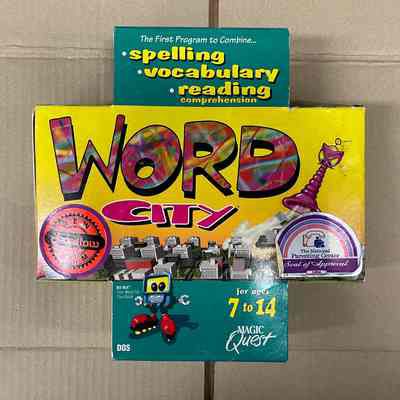 The First Program to Combine...
• spelling
• vocabulary
• reading
comprehension
WORD
CITY
The National
Parenting Center
Seal of Approval
for ages
7 to 14
MAGIC
Quest
DOS